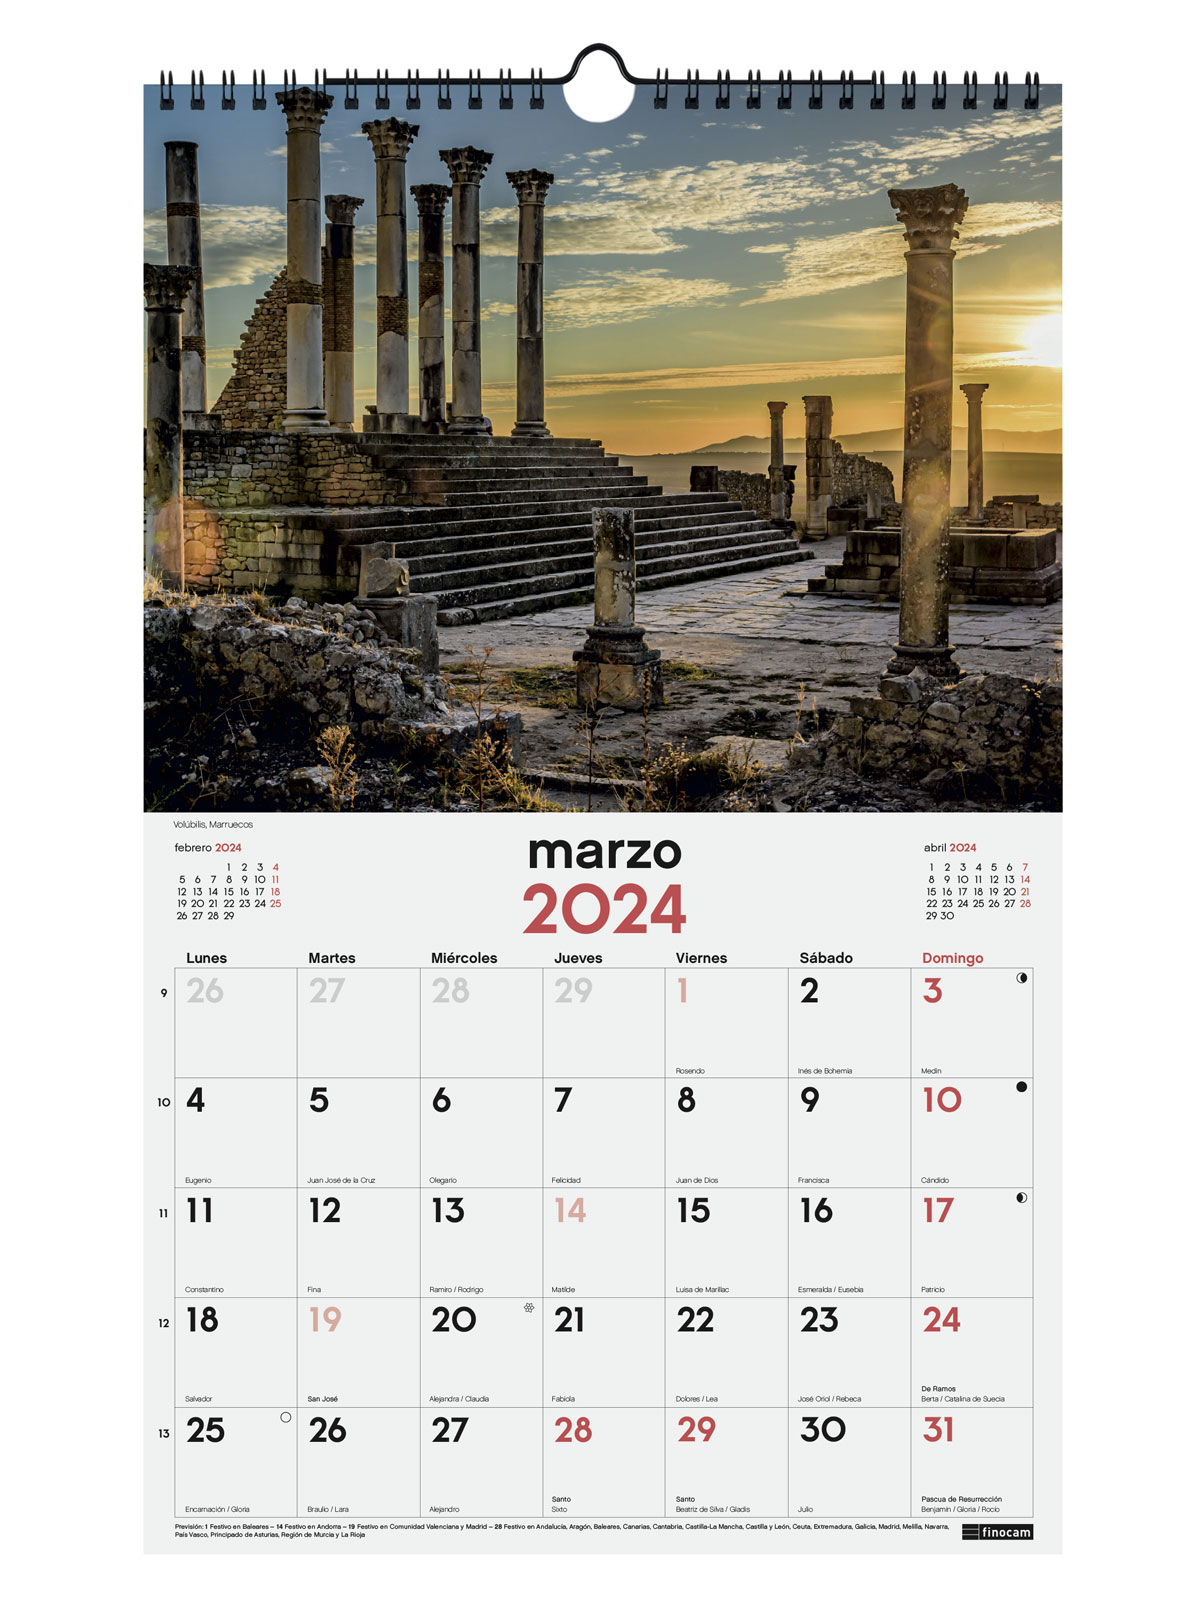 Volúbilis, Marruecos
marzo
2024
febrero 2024
1 2 3 4
5 6 7 8 9 10 11
12 13 14 15 16 17 18
19 20 21 22 23 24 25
26 27 28 29
abril 2024
1 2 3 4 5 6 7
8 9 10 11 12 13 14
15 16 17 18 19 20 21
22 23 24 25 26 27 28
29 30
Lunes Martes Miércoles Jueves Viernes Sábado Domingo
9 26 27 28 29 1 2 3
Rosendo Inés de Bohemia Medín
10 4 5 6 7 8 9 10
Eugenio Juan José de la Cruz Olegario Felicidad Juan de Dios Francisca Cándido
11 11 12 13 14 15 16 17
Constantino Fina Ramiro / Rodrigo Matilde Luisa de Marillac Esmeralda / Eusebia Patricio
12 18 19 20 21 22 23 24
De Ramos
Salvador San José Alejandra / Claudia Fabiola Dolores / Lea José Oriol / Rebeca Berta / Catalina de Suecia
13 25 26 27 28 29 30 31
Santo Santo Pascua de Resurrección
Encarnación / Gloria Braulio / Lara Alejandro Sixto Beatriz de Silva / Gladis Julio Benjamín / Gloria / Rocío
Previsión: 1 Festivo en Baleares – 14 Festivo en Andorra – 19 Festivo en Comunidad Valenciana y Madrid – 28 Festivo en Andalucía, Aragón, Baleares, Canarias, Cantabria, Castilla-La Mancha, Castilla y León, Ceuta, Extremadura, Galicia, Madrid, Melilla, Navarra,
País Vasco, Principado de Asturias, Región de Murcia y La Rioja
finocam